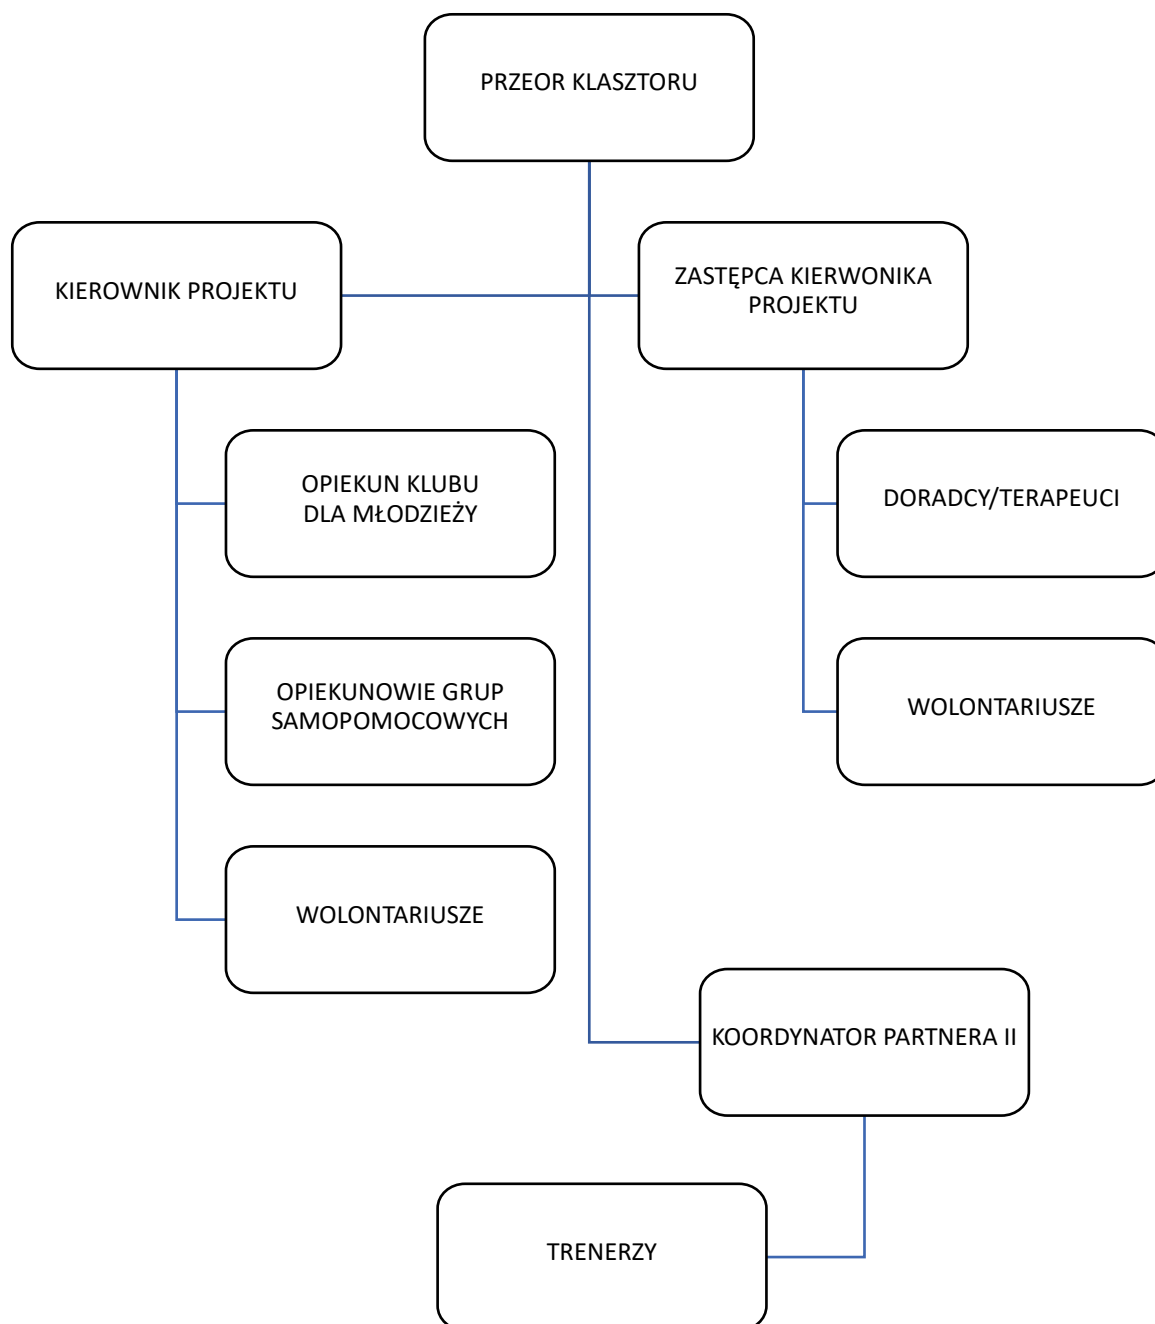 PRZEOR KLASZTORU
KIEROWNIK PROJEKTU
ZASTĘPCA KIERWONIKA
PROJEKTU
OPIEKUN KLUBU
DLA MŁODZIEŻY
DORADCY/TERAPEUCI
OPIEKUNOWIE GRUP
SAMOPOMOCOWYCH
WOLONTARIUSZE
WOLONTARIUSZE
KOORDYNATOR PARTNERA II
TRENERZY